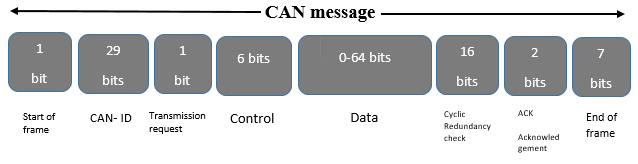 CAN message
1
bit
29
bits
1
bit
6 bits
0-64 bits
16
bits
2
bits
7
bits
Start of
frame
CAN- ID
Transmission
request
Control
Data
Cyclic
Redundancy
check
ACK
Acknowled
gement
End of
frame